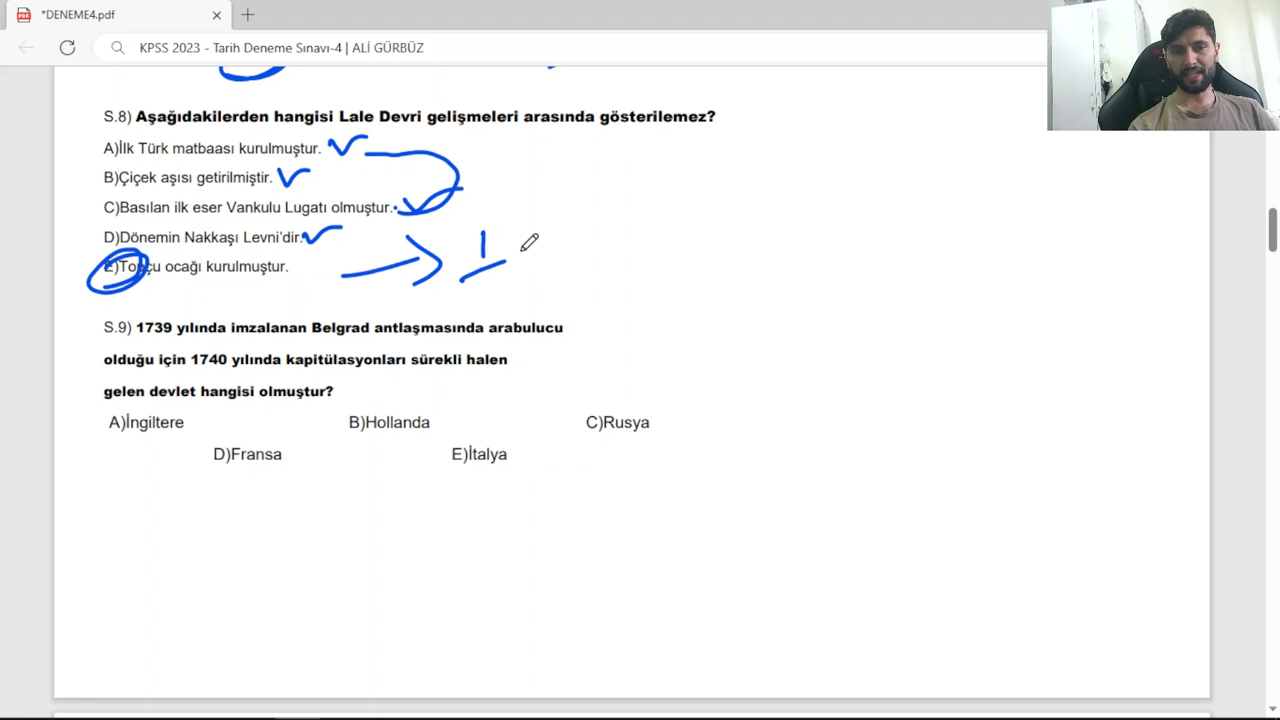 *DENEME4.pdf
KPSS 2023 - Tarih Deneme Sınavı-4 | ALİ GÜRBÜZ
S.8) Aşağıdakilerden hangisi Lale Devri gelişmeleri arasında gösterilemez?
A)İlk Türk matbaası kurulmuştur.
B)Çiçek aşısı getirilmiştir.
C)Basılan ilk eser Vankulu Lugatı olmuştur.
D)Dönemin Nakkaşı Levni'dir.
E)Topçu ocağı kurulmuştur.
S.9) 1739 yılında imzalanan Belgrad antlaşmasında arabulucu
olduğu için 1740 yılında kapitülasyonları sürekli halen
gelen devlet hangisi olmuştur?
A)İngiltere B)Hollanda C)Rusya
D)Fransa E)İtalya